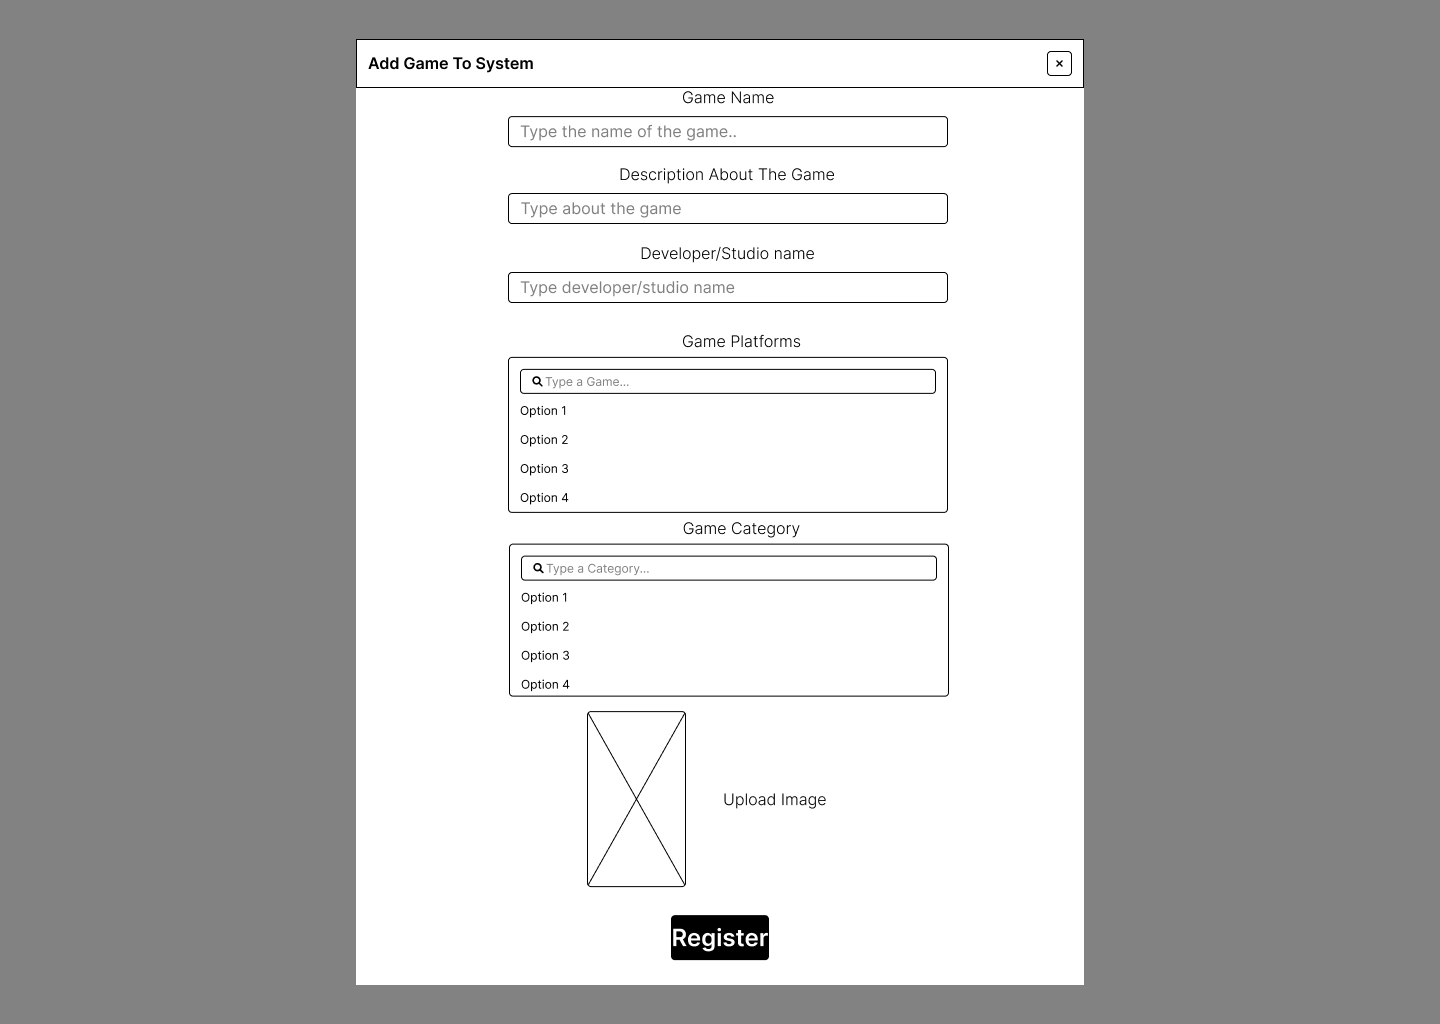 Add Game To System
×
Game Name
Type the name of the game..
Description About The Game
Type about the game
Developer/Studio name
Type developer/studio name
Game Platforms
Type a Game...
Option 1
Option 2
Option 3
Option 4
Game Category
Type a Category...
Option 1
Option 2
Option 3
Option 4
Upload Image
Register